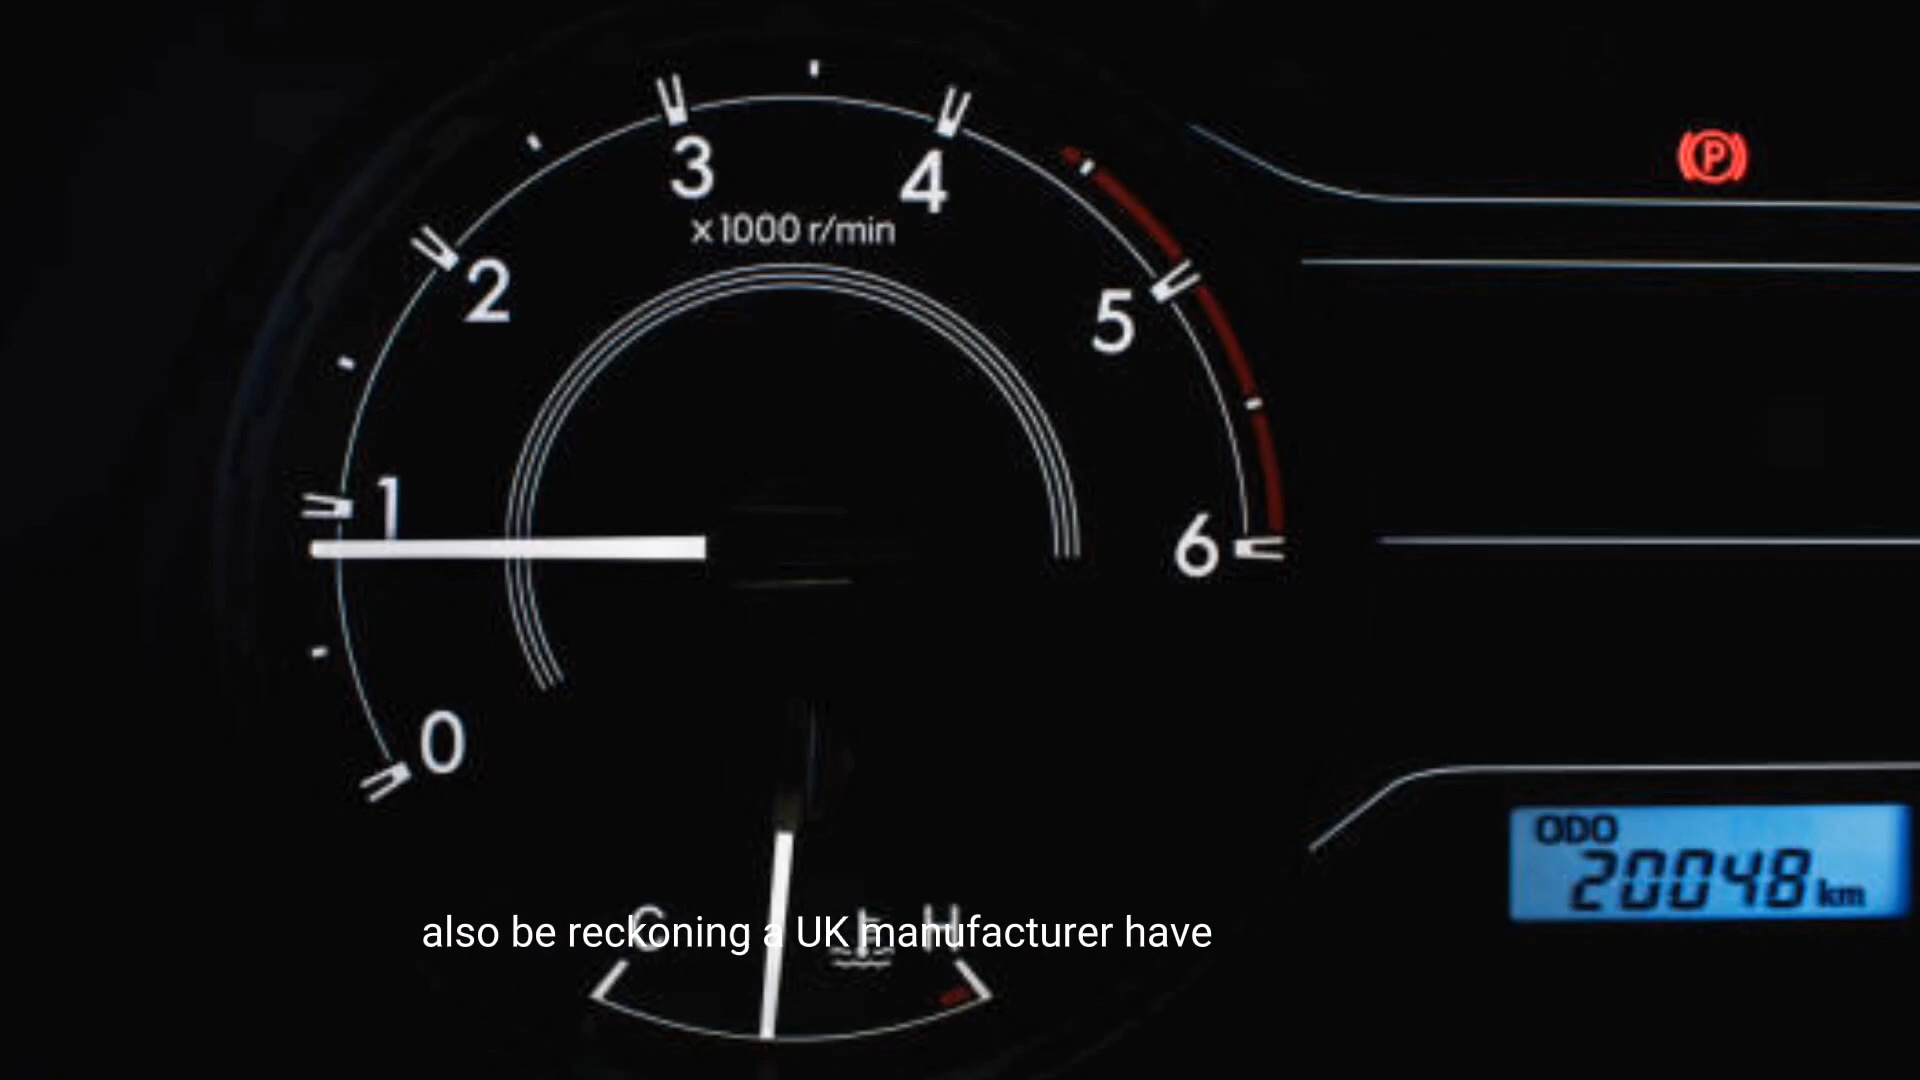 3
4
x1000 r/min
2
5
1
6
0
ODO
20048 km
C
H
also be reckoning a UK manufacturer have